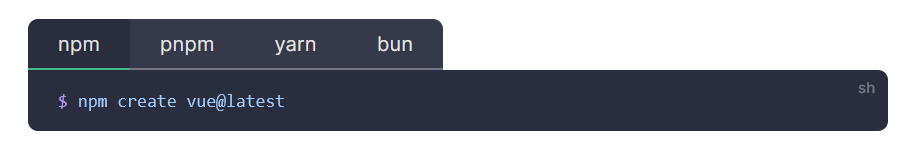 npm pnpm yarn bun
sh
$ npm create vue@latest